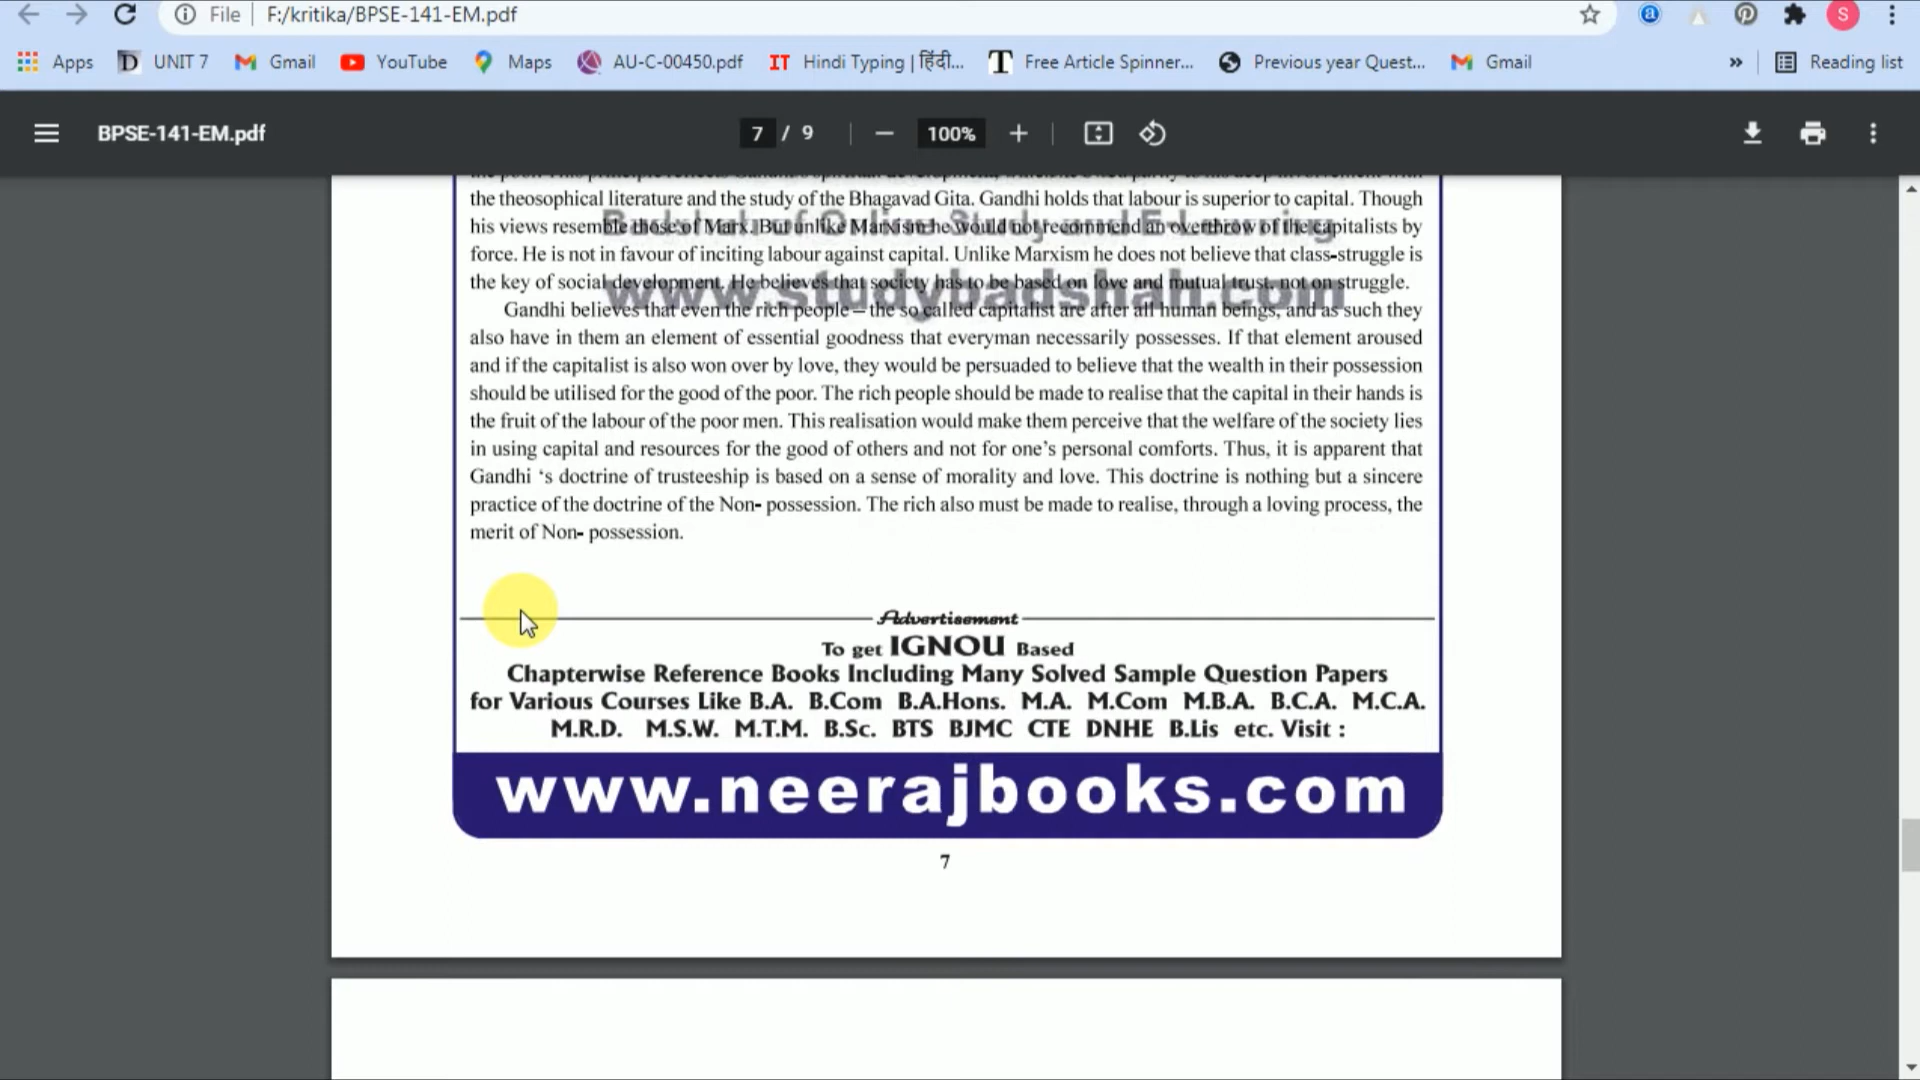 File F:/kritika/BPSE-141-EM.pdf
S
Apps UNIT 7 Gmail YouTube Maps AU-C-00450.pdf IT Hindi Typing | हिंदी... T Free Article Spinner... Previous year Quest... Gmail » Reading list
BPSE-141-EM.pdf 7 / 9 100%
the theosophical literature and the study of the Bhagavad Gita. Gandhi holds that labour is superior to capital. Though
Badshah of Online Study and E-Learning
his views resemble those of Marx. But unlike Marxism he would not recommend an overthrow of the capitalists by
force. He is not in favour of inciting labour against capital. Unlike Marxism he does not believe that class-struggle is
the key of social development. He believes that society has to be based on love and mutual trust, not on struggle.
www.studybadshah.com
Gandhi believes that even the rich people – the so called capitalist are after all human beings, and as such they
also have in them an element of essential goodness that everyman necessarily possesses. If that element aroused
and if the capitalist is also won over by love, they would be persuaded to believe that the wealth in their possession
should be utilised for the good of the poor. The rich people should be made to realise that the capital in their hands is
the fruit of the labour of the poor men. This realisation would make them perceive that the welfare of the society lies
in using capital and resources for the good of others and not for one's personal comforts. Thus, it is apparent that
Gandhi 's doctrine of trusteeship is based on a sense of morality and love. This doctrine is nothing but a sincere
practice of the doctrine of the Non- possession. The rich also must be made to realise, through a loving process, the
merit of Non- possession.
Advertisement
To get IGNOU Based
Chapterwise Reference Books Including Many Solved Sample Question Papers
for Various Courses Like B.A. B.Com B.A.Hons. M.A. M.Com M.B.A. B.C.A. M.C.A.
M.R.D. M.S.W. M.T.M. B.Sc. BTS BJMC CTE DNHE B.Lis etc. Visit :
www.neerajbooks.com
7